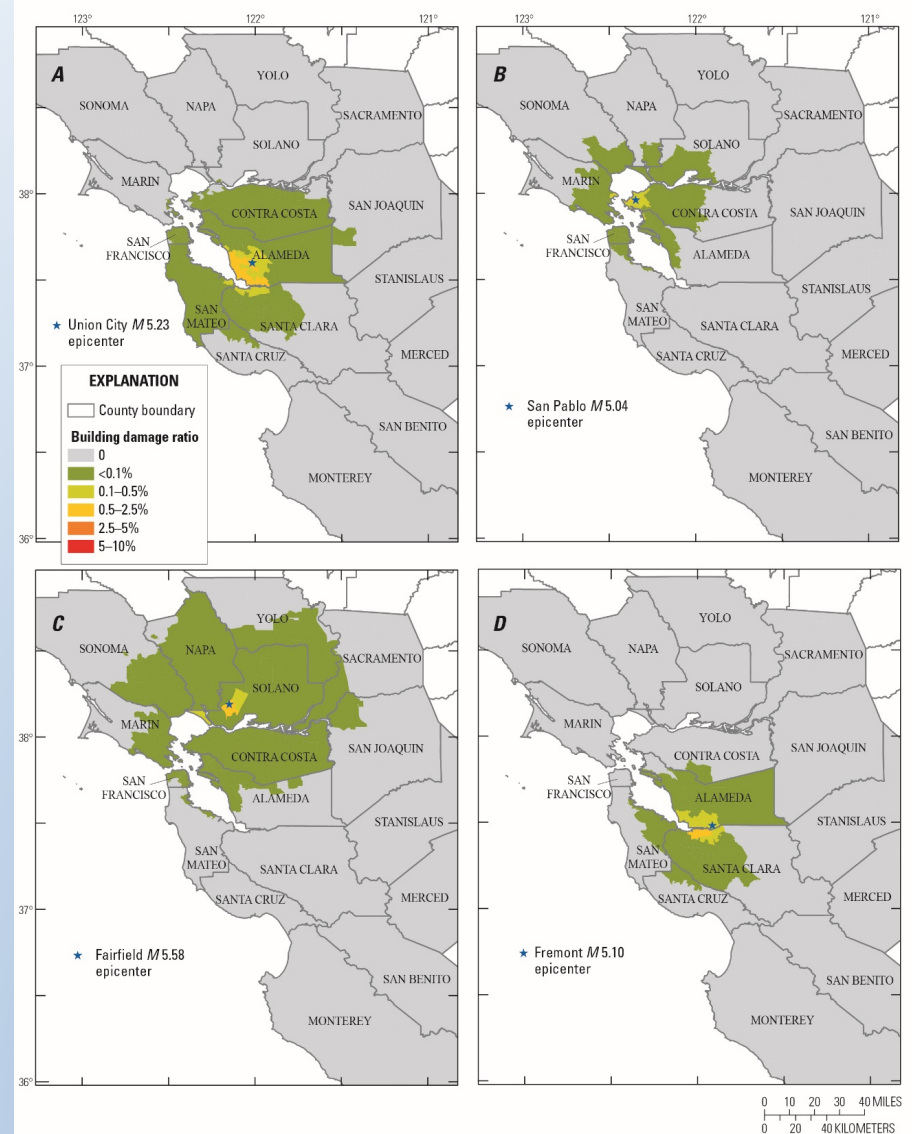 123°
122°
121°
123°
122°
121°
A
YOLO
SONOMA
NAPA
SACRAMENTO
SOLANO
MARIN
38°
CONTRA COSTA
SAN JOAQUIN
SAN
FRANCISCO
ALAMEDA
STANISLAUS
SAN
MATEO
SANTA CLARA
Union City M 5.23
epicenter
SANTA CRUZ
MERCED
37°
EXPLANATION
County boundary
Building damage ratio
0
<0.1%
0.1–0.5%
0.5–2.5%
2.5–5%
5–10%
SAN BENITO
MONTEREY
36°
B
YOLO
SONOMA
NAPA
SACRAMENTO
SOLANO
MARIN
38°
CONTRA COSTA
SAN JOAQUIN
SAN
FRANCISCO
ALAMEDA
STANISLAUS
SAN
MATEO
SANTA CLARA
SANTA CRUZ
MERCED
37°
San Pablo M 5.04
epicenter
SAN BENITO
MONTEREY
36°
C
YOLO
SONOMA
NAPA
SACRAMENTO
SOLANO
MARIN
38°
CONTRA COSTA
SAN JOAQUIN
SAN
FRANCISCO
ALAMEDA
STANISLAUS
SAN
MATEO
SANTA CLARA
SANTA CRUZ
MERCED
37°
Fairfield M 5.58
epicenter
SAN BENITO
MONTEREY
36°
D
YOLO
SONOMA
NAPA
SACRAMENTO
SOLANO
MARIN
CONTRA COSTA
SAN JOAQUIN
SAN
FRANCISCO
ALAMEDA
STANISLAUS
SAN
MATEO
SANTA CLARA
SANTA CRUZ
MERCED
Fremont M 5.10
epicenter
SAN BENITO
MONTEREY
0 10 20 30 40 MILES
0 20 40 KILOMETERS